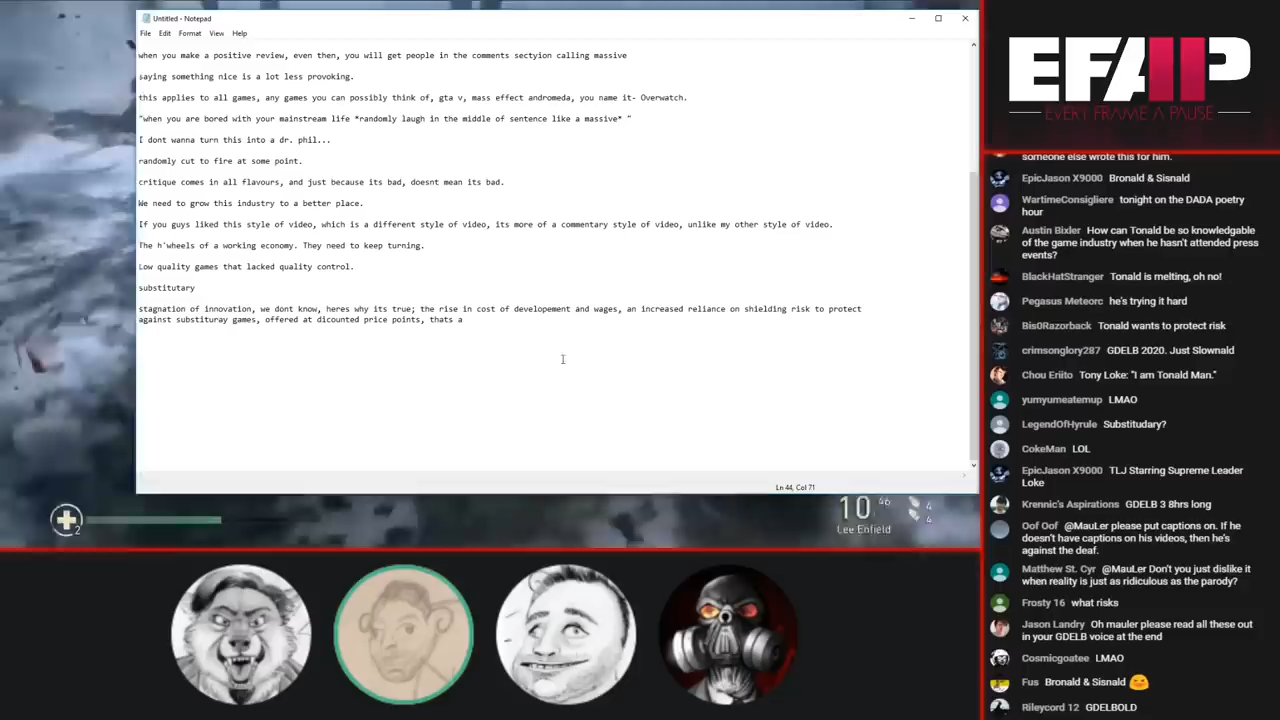 Untitled - Notepad
File Edit Format View Help
when you make a positive review, even then, you will get people in the comments sectyion calling massive
saying something nice is a lot less provoking.
this applies to all games, any games you can possibly think of, gta v, mass effect andromeda, you name it- Overwatch.
"when you are bored with your mainstream life *randomly laugh in the middle of sentence like a massive* "
I dont wanna turn this into a dr. phil...
randomly cut to fire at some point.
critique comes in all flavours, and just because its bad, doesnt mean its bad.
We need to grow this industry to a better place.
If you guys liked this style of video, which is a different style of video, its more of a commentary style of video, unlike my other style of video.
The h'wheels of a working economy. They need to keep turning.
Low quality games that lacked quality control.
substitutary
stagnation of innovation, we dont know, heres why its true; the rise in cost of developement and wages, an increased reliance on shielding risk to protect
against substituray games, offered at dicounted price points, thats a
Ln 44, Col 71
2
10 46
4
4
Lee Enfield
EFAP
EVERY FRAME A PAUSE
someone else wrote this for him.
EpicJason X9000 Bronald & Sisnald
WartimeConsigliere tonight on the DADA poetry
hour
Austin Bixler How can Tonald be so knowlegable
of the game industry when he hasn't attended press
events?
BlackHatStranger Tonald is melting, oh no!
Pegasus Meteorc he's trying it hard
Bis0Razorback Tonald wants to protect risk
crimsonglory287 GDELB 2020. Just Slownald
Chou Eriito Tony Loke: "I am Tonald Man."
yumyumeatemup LMAO
LegendOfHyrule Substitudary?
CokeMan LOL
EpicJason X9000 TLJ Starring Supreme Leader
Loke
Krennic's Aspirations GDELB 3 8hrs long
Oof Oof @MauLer please put captions on. If he
doesn't have captions on his videos, then he's
against the deaf.
Matthew St. Cyr @MauLer Don't you just dislike it
when reality is just as ridiculous as the parody?
Frosty 16 what risks
Jason Landry Oh mauler please read all these out
in your GDELB voice at the end
Cosmicgoatee LMAO
Fus Bronald & Sisnald 😆
Rileycord 12 GDELBOLD